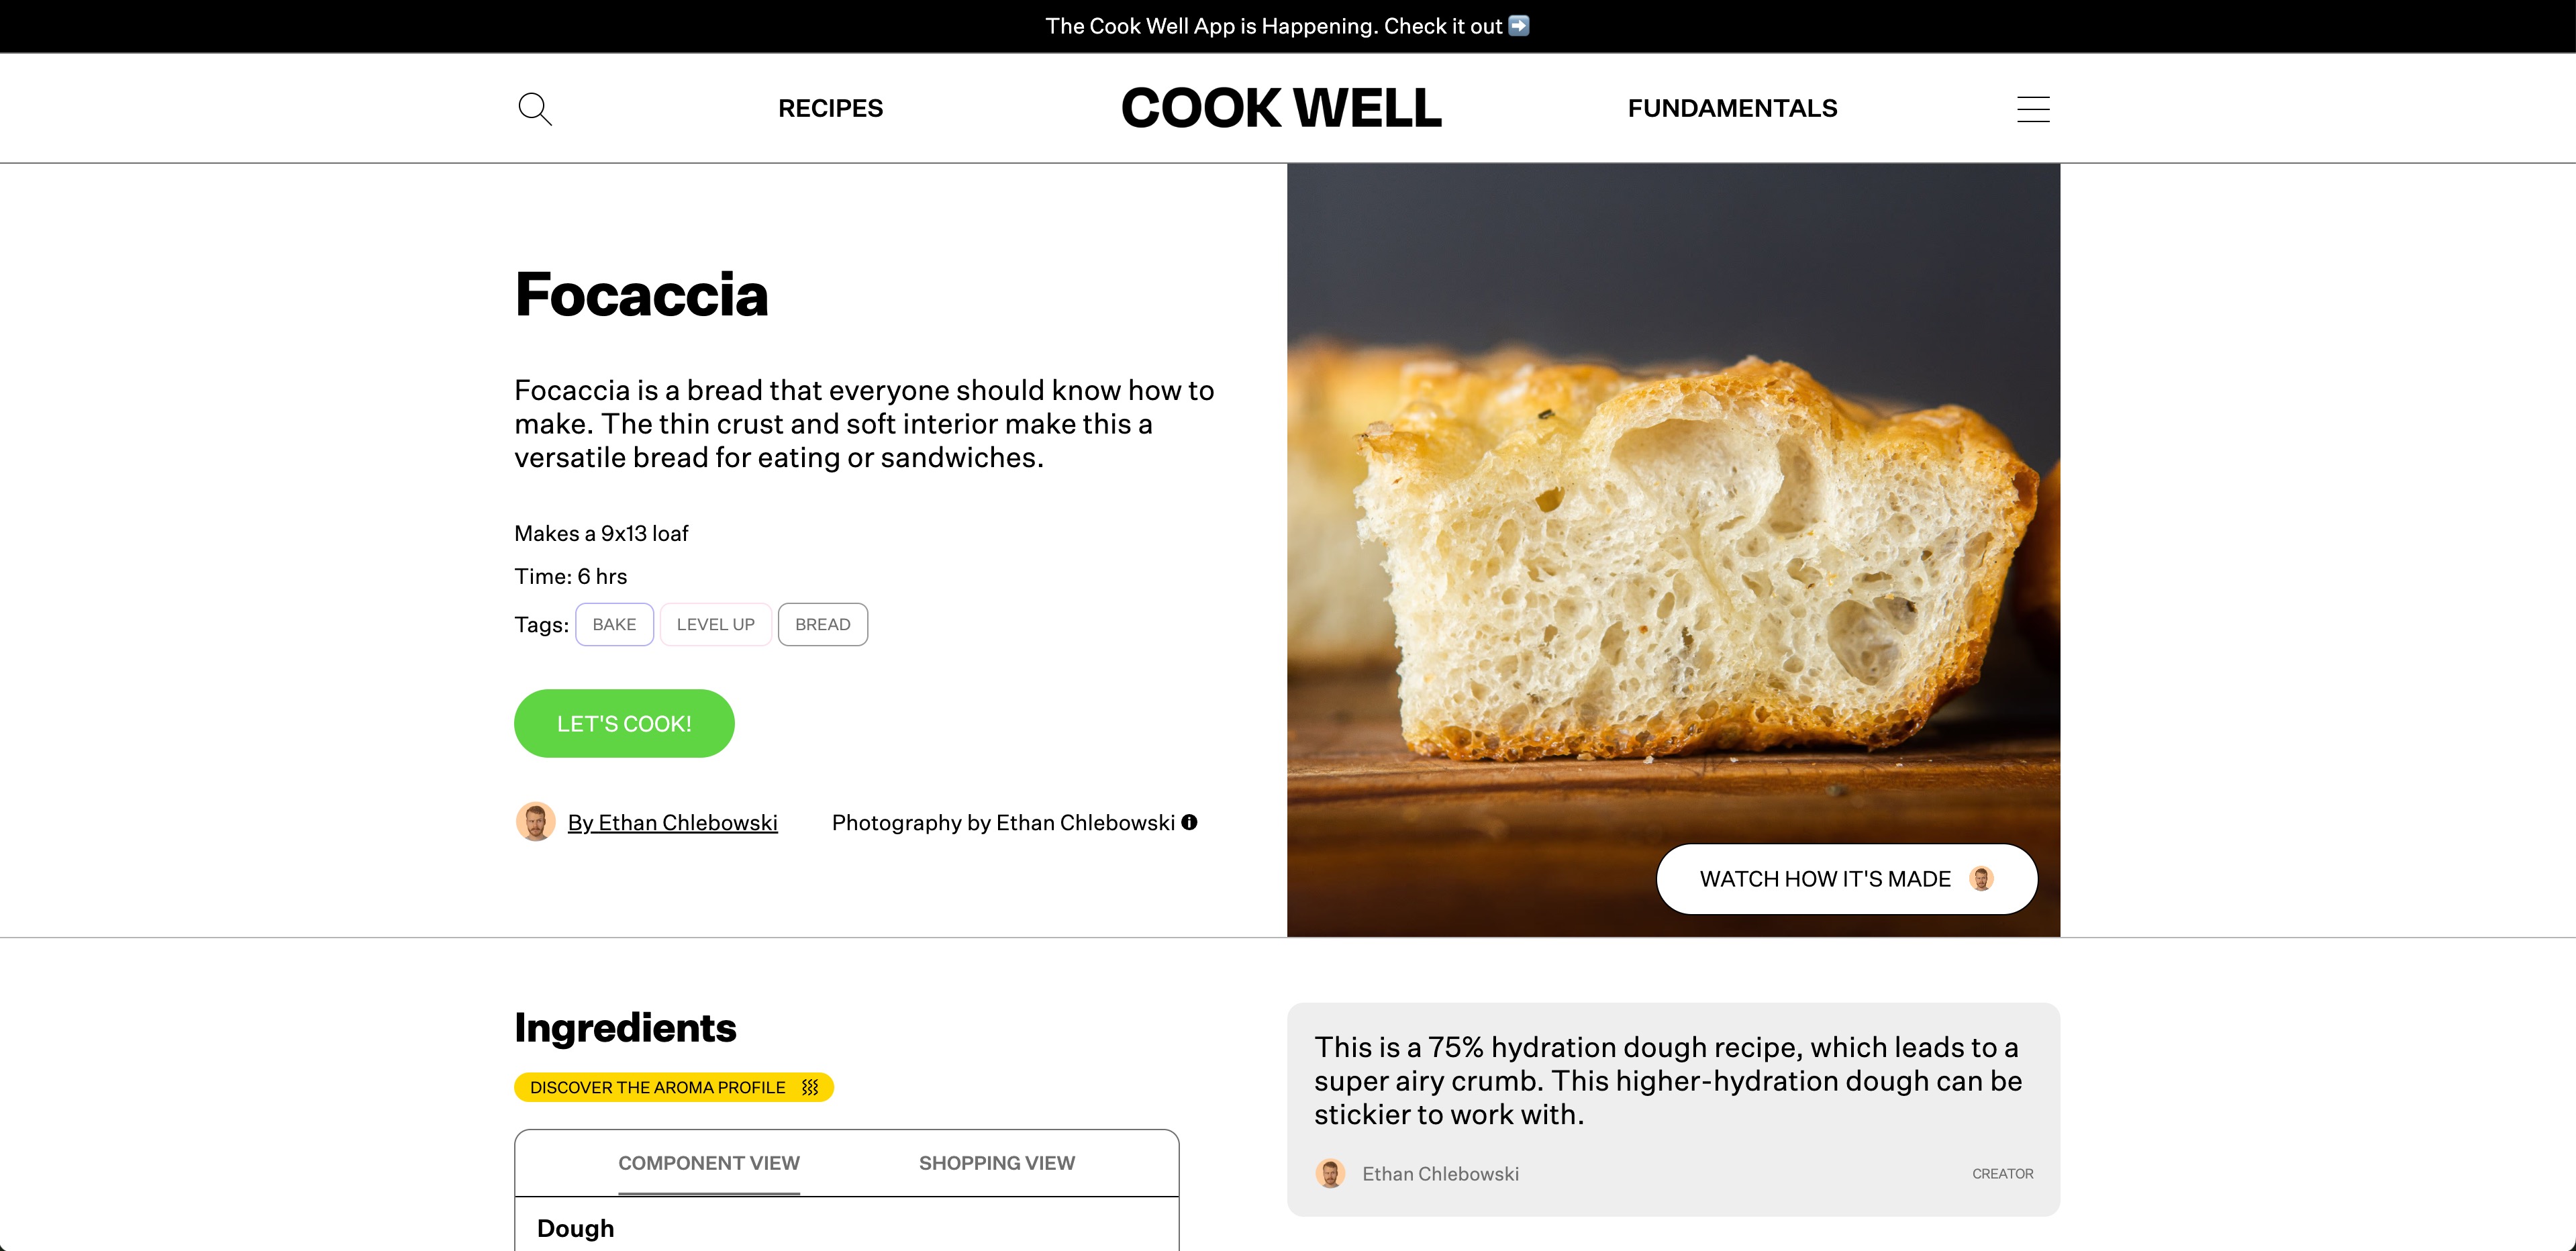 The Cook Well App is Happening. Check it out ➡️
RECIPES
COOK WELL
FUNDAMENTALS
Focaccia
Focaccia is a bread that everyone should know how to
make. The thin crust and soft interior make this a
versatile bread for eating or sandwiches.
Makes a 9x13 loaf
Time: 6 hrs
Tags: BAKE LEVEL UP BREAD
LET'S COOK!
By Ethan Chlebowski
Photography by Ethan Chlebowski
WATCH HOW IT'S MADE
Ingredients
DISCOVER THE AROMA PROFILE
COMPONENT VIEW
SHOPPING VIEW
Dough
This is a 75% hydration dough recipe, which leads to a
super airy crumb. This higher-hydration dough can be
stickier to work with.
Ethan Chlebowski
CREATOR